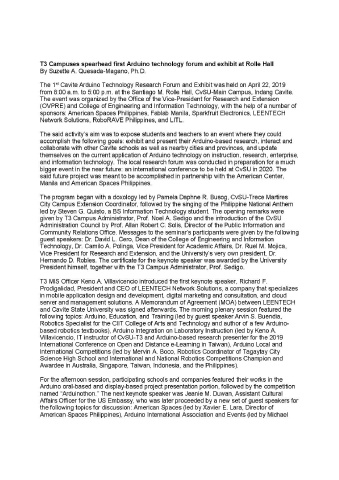 T3 Campuses spearhead first Arduino technology forum and exhibit at Rolle Hall
By Suzette A. Quesada-Magano, Ph.D.
The 1st Cavite Arduino Technology Research Forum and Exhibit was held on April 22, 2019
from 8:00 a.m. to 5:00 p.m. at the Santiago M. Rolle Hall, CvSU-Main Campus, Indang Cavite.
The event was organized by the Office of the Vice-President for Research and Extension
(OVPRE) and College of Engineering and Information Technology, with the help of a number of
sponsors: American Spaces Philippines, Fablab Manila, Sparkfruit Electronics, LEENTECH
Network Solutions, RoboRAVE Philippines, and LITL.
The said activity's aim was to expose students and teachers to an event where they could
accomplish the following goals: exhibit and present their Arduino-based research, interact and
collaborate with other Cavite schools as well as nearby cities and provinces, and update
themselves on the current application of Arduino technology on instruction, research, enterprise,
and information technology. The local research forum was conducted in preparation for a much
bigger event in the near future: an international conference to be held at CvSU in 2020. The
said future project was meant to be accomplished in partnership with the American Center,
Manila and American Spaces Philippines.
The program began with a doxology led by Pamela Daphne R. Busog, CvSU-Trece Martires
City Campus Extension Coordinator, followed by the singing of the Philippine National Anthem
led by Steven G. Quisto, a BS Information Technology student. The opening remarks were
given by T3 Campus Administrator, Prof. Noel A. Sedigo and the introduction of the CvSU
Administration Council by Prof. Allan Robert C. Solis, Director of the Public Information and
Community Relations Office. Messages to the seminar's participants were given by the following
guest speakers: Dr. David L. Cero, Dean of the College of Engineering and Information
Technology, Dr. Camilo A. Polinga, Vice President for Academic Affairs, Dr. Ruel M. Mojica,
Vice President for Research and Extension; and the University's very own president, Dr.
Hernando D. Robles. The certificate for the keynote speaker was awarded by the University
President himself, together with the T3 Campus Administrator, Prof. Sedigo.
T3 MIS Officer Keno A. Villavicencio introduced the first keynote speaker, Richard F.
Prodigalidad, President and CEO of LEENTECH Network Solutions, a company that specializes
in mobile application design and development, digital marketing and consultation, and cloud
server and management solutions. A Memorandum of Agreement (MOA) between LEENTECH
and Cavite State University was signed afterwards. The morning plenary session featured the
following topics: Arduino, Education, and Training (led by guest speaker Arvin S. Buendia,
Robotics Specialist for the CIIT College of Arts and Technology and author of a few Arduino-
based robotics textbooks), Arduino Integration on Laboratory Instruction (led by Keno A.
Villavicencio, IT Instructor of CvSU-T3 and Arduino-based research presenter for the 2019
International Conference on Open and Distance e-Learning in Taiwan), Arduino Local and
International Competitions (led by Mervin A. Boco, Robotics Coordinator of Tagaytay City
Science High School and International and National Robotics Competitions Champion and
Awardee in Australia, Singapore, Taiwan, Indonesia, and the Philippines).
For the afternoon session, participating schools and companies featured their works in the
Arduino oral-based and display-based project presentation portion, followed by the competition
named “Arduinothon.” The next keynote speaker was Jeanie M. Duwan, Assistant Cultural
Affairs Officer for the US Embassy, who was later proceeded by a new set of guest speakers for
the following topics for discussion: American Spaces (led by Xavier E. Lara, Director of
American Spaces Philippines), Arduino International Association and Events (led by Michael